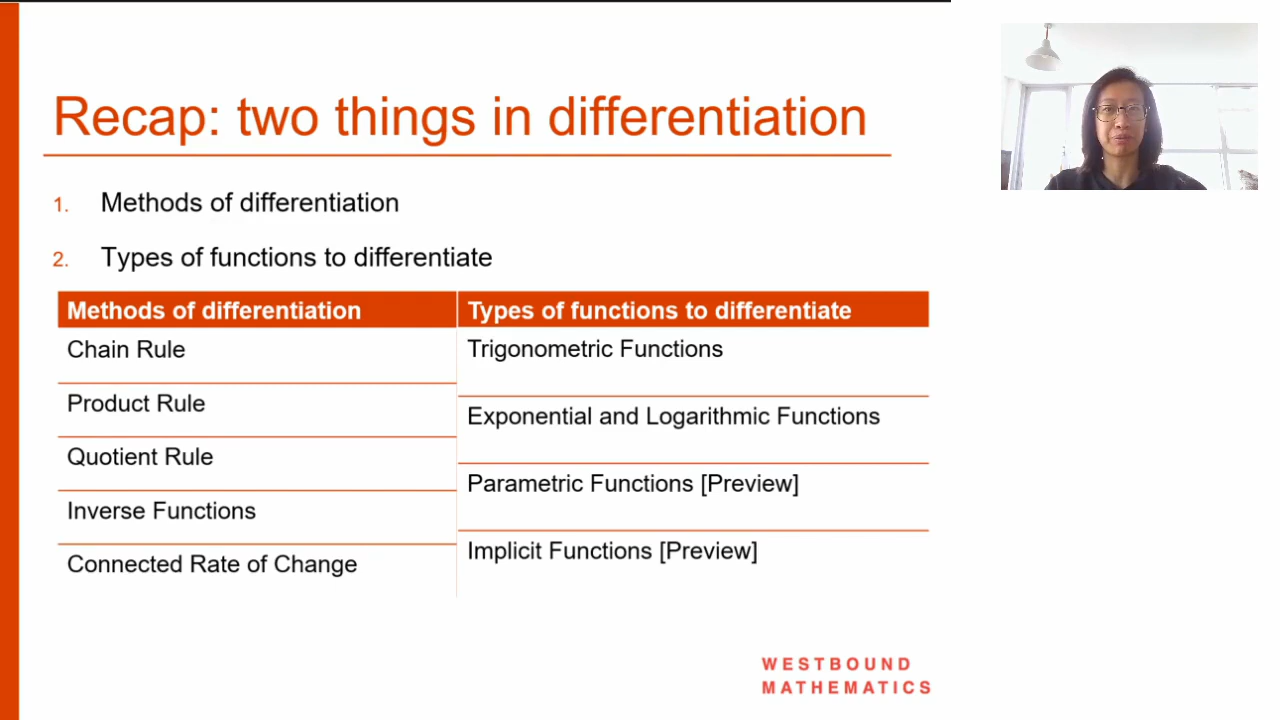 Recap: two things in differentiation
1. Methods of differentiation
2. Types of functions to differentiate
Methods of differentiation
Chain Rule
Product Rule
Quotient Rule
Inverse Functions
Connected Rate of Change
Types of functions to differentiate
Trigonometric Functions
Exponential and Logarithmic Functions
Parametric Functions [Preview]
Implicit Functions [Preview]
WESTBOUND
MATHEMATICS